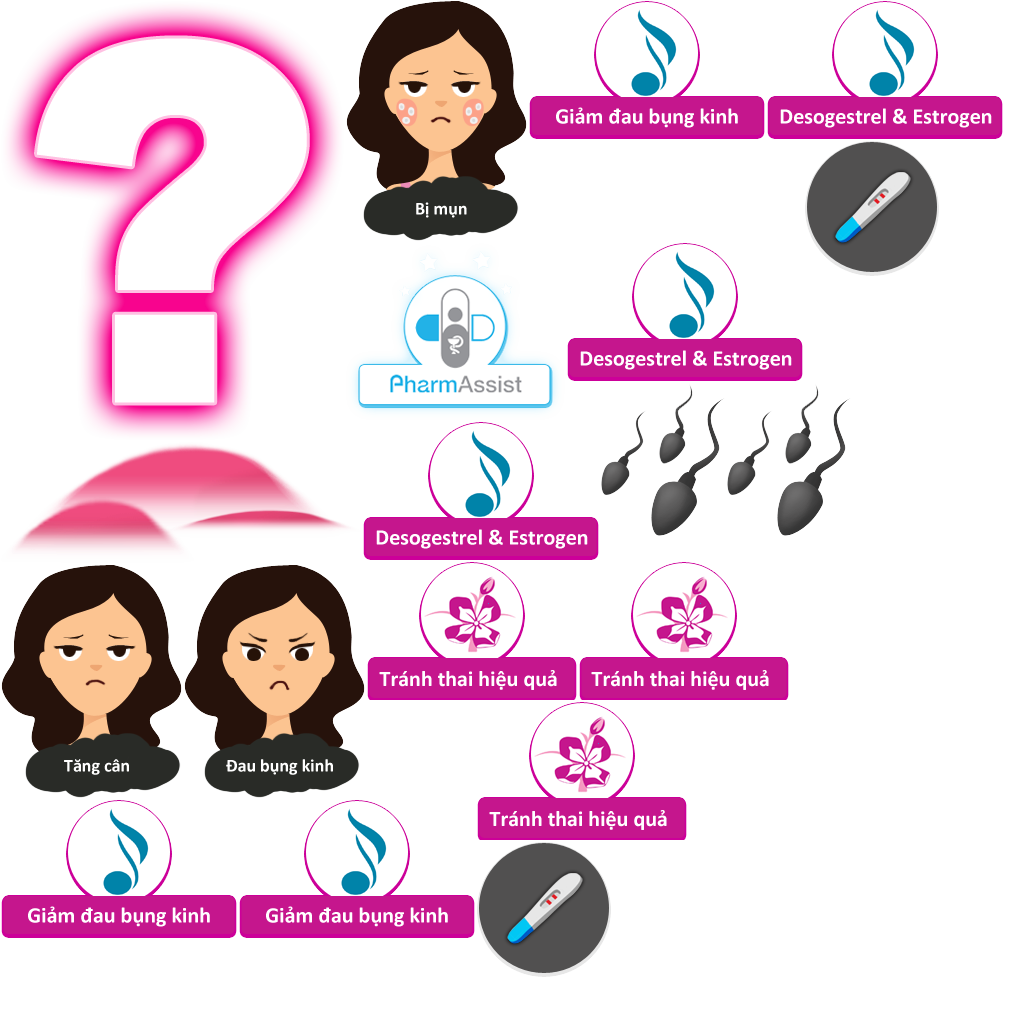 Giảm đau bụng kinh
Desogestrel & Estrogen
Bị mụn
Desogestrel & Estrogen
PharmAssist
Desogestrel & Estrogen
Tránh thai hiệu quả
Tránh thai hiệu quả
Tăng cân
Đau bụng kinh
Tránh thai hiệu quả
Giảm đau bụng kinh
Giảm đau bụng kinh